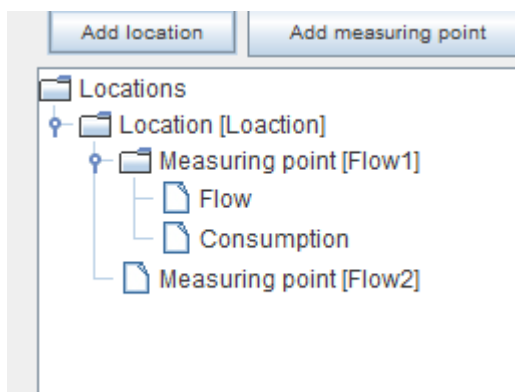 Add location Add measuring point
Locations
Location [Loaction]
Measuring point [Flow1]
Flow
Consumption
Measuring point [Flow2]